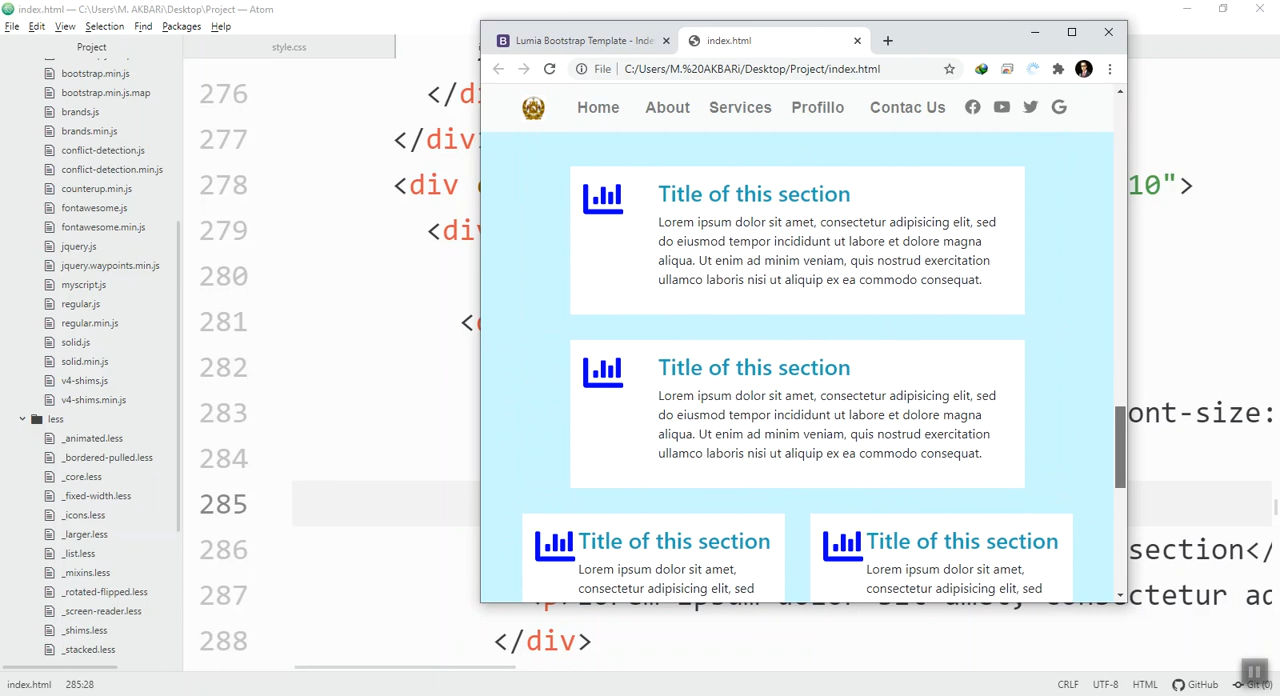 index.html — C:\Users\M. AKBARi\Desktop\Project — Atom
File Edit View Selection Find Packages Help
Project
style.css
bootstrap.min.js
bootstrap.min.js.map
brands.js
brands.min.js
conflict-detection.js
conflict-detection.min.js
counterup.min.js
fontawesome.js
fontawesome.min.js
jquery.js
jquery.waypoints.min.js
myscript.js
regular.js
regular.min.js
solid.js
solid.min.js
v4-shims.js
v4-shims.min.js
less
_animated.less
_bordered-pulled.less
_core.less
_fixed-width.less
_icons.less
_larger.less
_list.less
_mixins.less
_rotated-flipped.less
_screen-reader.less
_shims.less
_stacked.less
276 </di
277 </div
278 <div 10">
279 <di
280
281 <
282
283 ont-size:
284
285
286 section</
287 ctetur ad
288 </div>
Lumia Bootstrap Template - Inde
index.html
File C:/Users/M.%20AKBARi/Desktop/Project/index.html
Home About Services Profillo Contac Us
Title of this section
Lorem ipsum dolor sit amet, consectetur adipisicing elit, sed
do eiusmod tempor incididunt ut labore et dolore magna
aliqua. Ut enim ad minim veniam, quis nostrud exercitation
ullamco laboris nisi ut aliquip ex ea commodo consequat.
Title of this section
Lorem ipsum dolor sit amet, consectetur adipisicing elit, sed
do eiusmod tempor incididunt ut labore et dolore magna
aliqua. Ut enim ad minim veniam, quis nostrud exercitation
ullamco laboris nisi ut aliquip ex ea commodo consequat.
Title of this section
Lorem ipsum dolor sit amet,
consectetur adipisicing elit, sed
Title of this section
Lorem ipsum dolor sit amet,
consectetur adipisicing elit, sed
index.html 285:28
CRLF UTF-8 HTML GitHub Git (0)